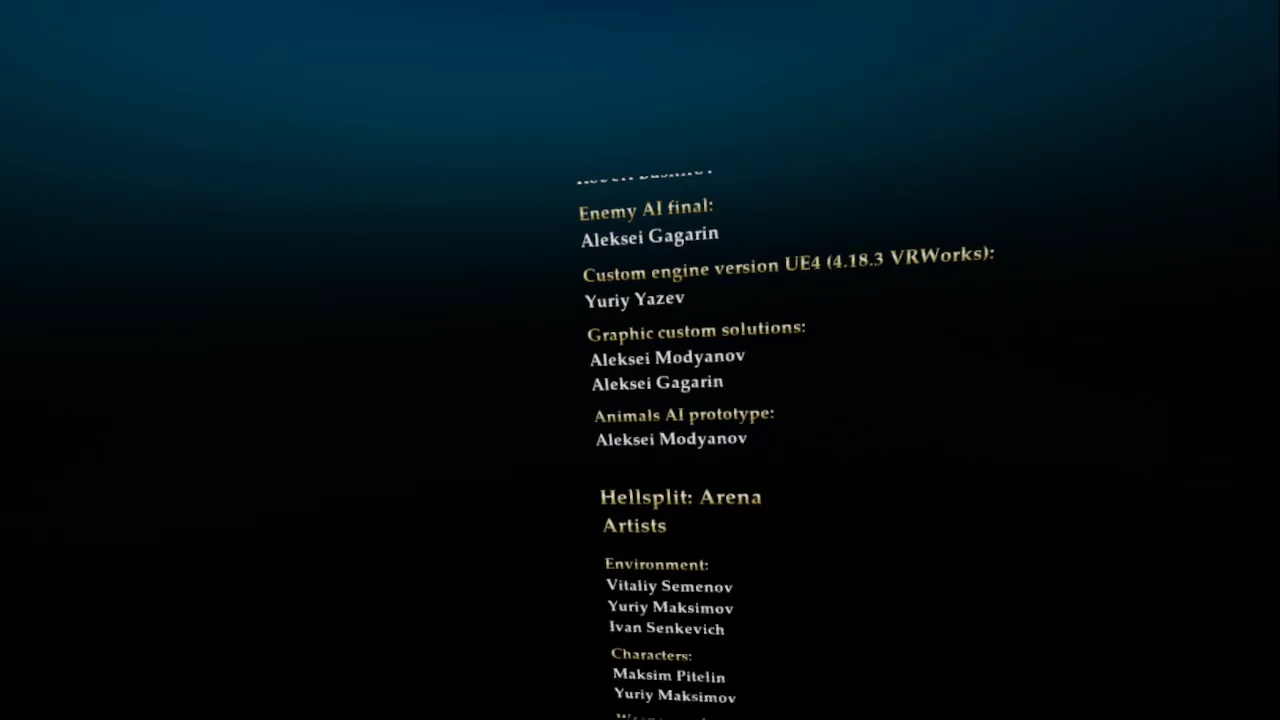 Enemy AI final:
Aleksei Gagarin
Custom engine version UE4 (4.18.3 VRWorks):
Yuriy Yazev
Graphic custom solutions:
Aleksei Modyanov
Aleksei Gagarin
Animals AI prototype:
Aleksei Modyanov
Hellsplit: Arena
Artists
Environment:
Vitaliy Semenov
Yuriy Maksimov
Ivan Senkevich
Characters:
Maksim Pitelin
Yuriy Maksimov